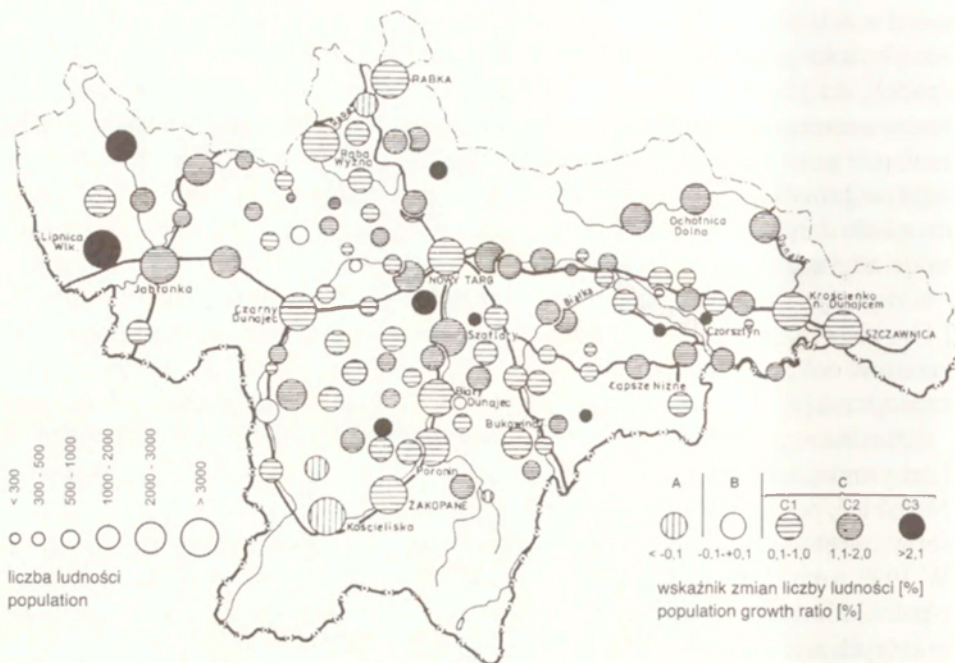 RABKA
RABA
Raba
Wyżna
Lipnica
Wlk.
Jabłonka
Ochotnica
Dolna
NOWY TARG
Białka
Czarny
Dunajec
Krościenko
n. Dunajcem
Szaflary
Czorsztyn
SZCZAWNICA
Biały
Dunajec
Łapsze Niżne
Bukowina T
Poronin
ZAKOPANE
Kościeliska
< 300
300 - 500
500 - 1000
1000 - 2000
2000 - 3000
> 3000
liczba ludności
population
A B C
C1 C2 C3
< -0,1 -0,1-+0,1 0,1-1,0 1,1-2,0 >2,1
wskaźnik zmian liczby ludności [%]
population growth ratio [%]